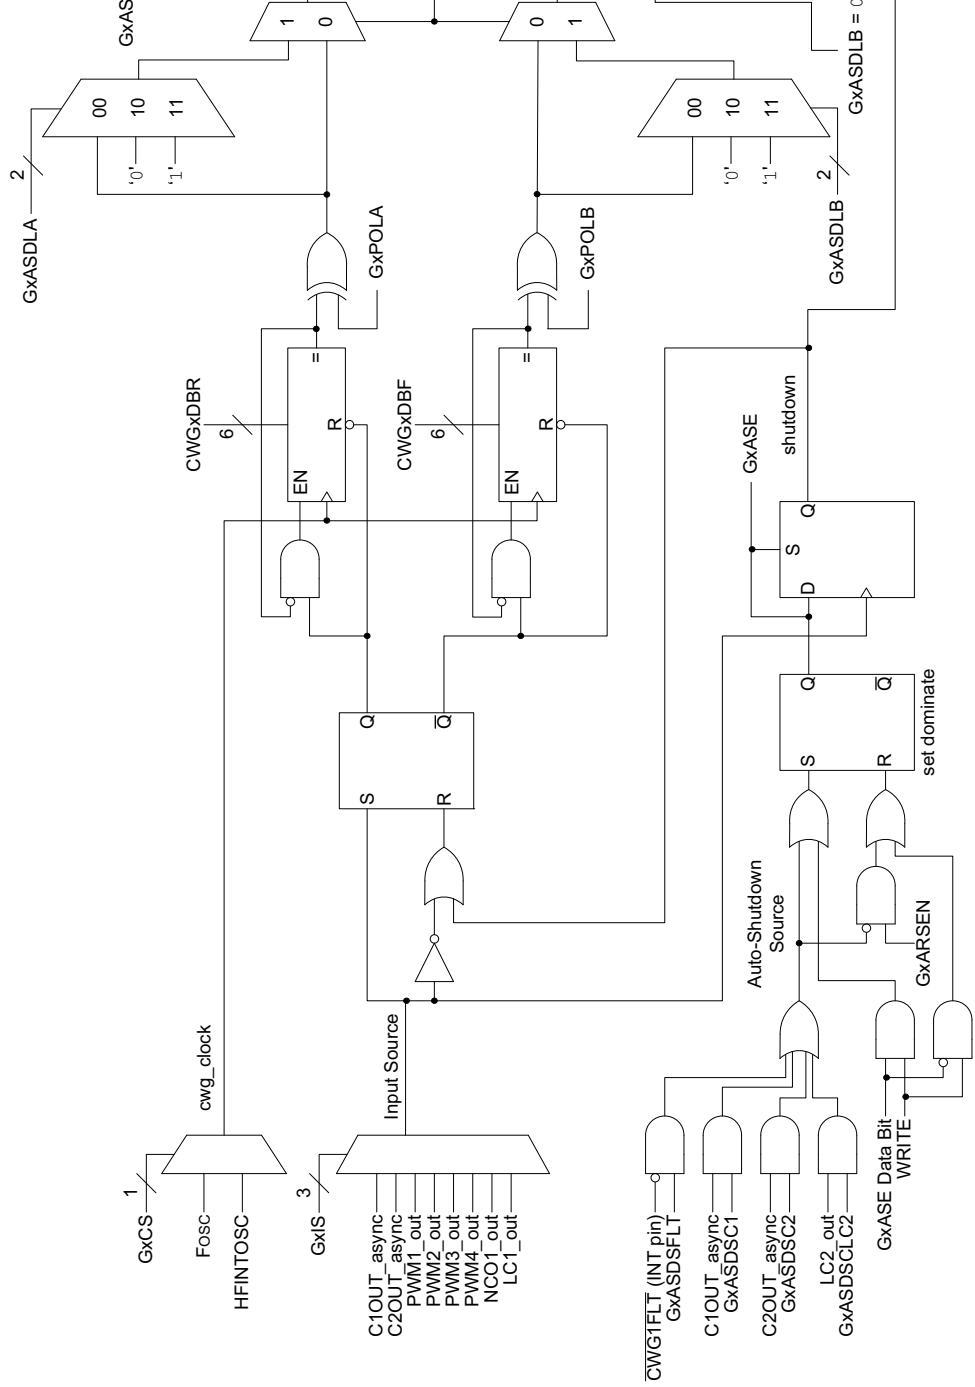 GxAS
1
0
0
1
GxASDLB = 0
00
10
11
00
10
11
2
‘0’
‘1’
‘0’
‘1’
2
GxASDLA
GxASDLB
GxPOLA
GxPOLB
CWGxDBR
6
=
R
EN
CWGxDBF
6
=
R
EN
GxASE
shutdown
S
Q
D
Q
Q
S
R
Q
Q
S
R
set dominate
Auto-Shutdown
Source
GxARSEN
cwg_clock
Input Source
GxCS
1
FOSC
HFINTOSC
GxIS
3
C1OUT_async
C2OUT_async
PWM1_out
PWM2_out
PWM3_out
PWM4_out
NCO1_out
LC1_out
CWG1FLT (INT pin)
GxASDSFLT
C1OUT_async
GxASDSC1
C2OUT_async
GxASDSC2
LC2_out
GxASDSCLC2
GxASE Data Bit
WRITE